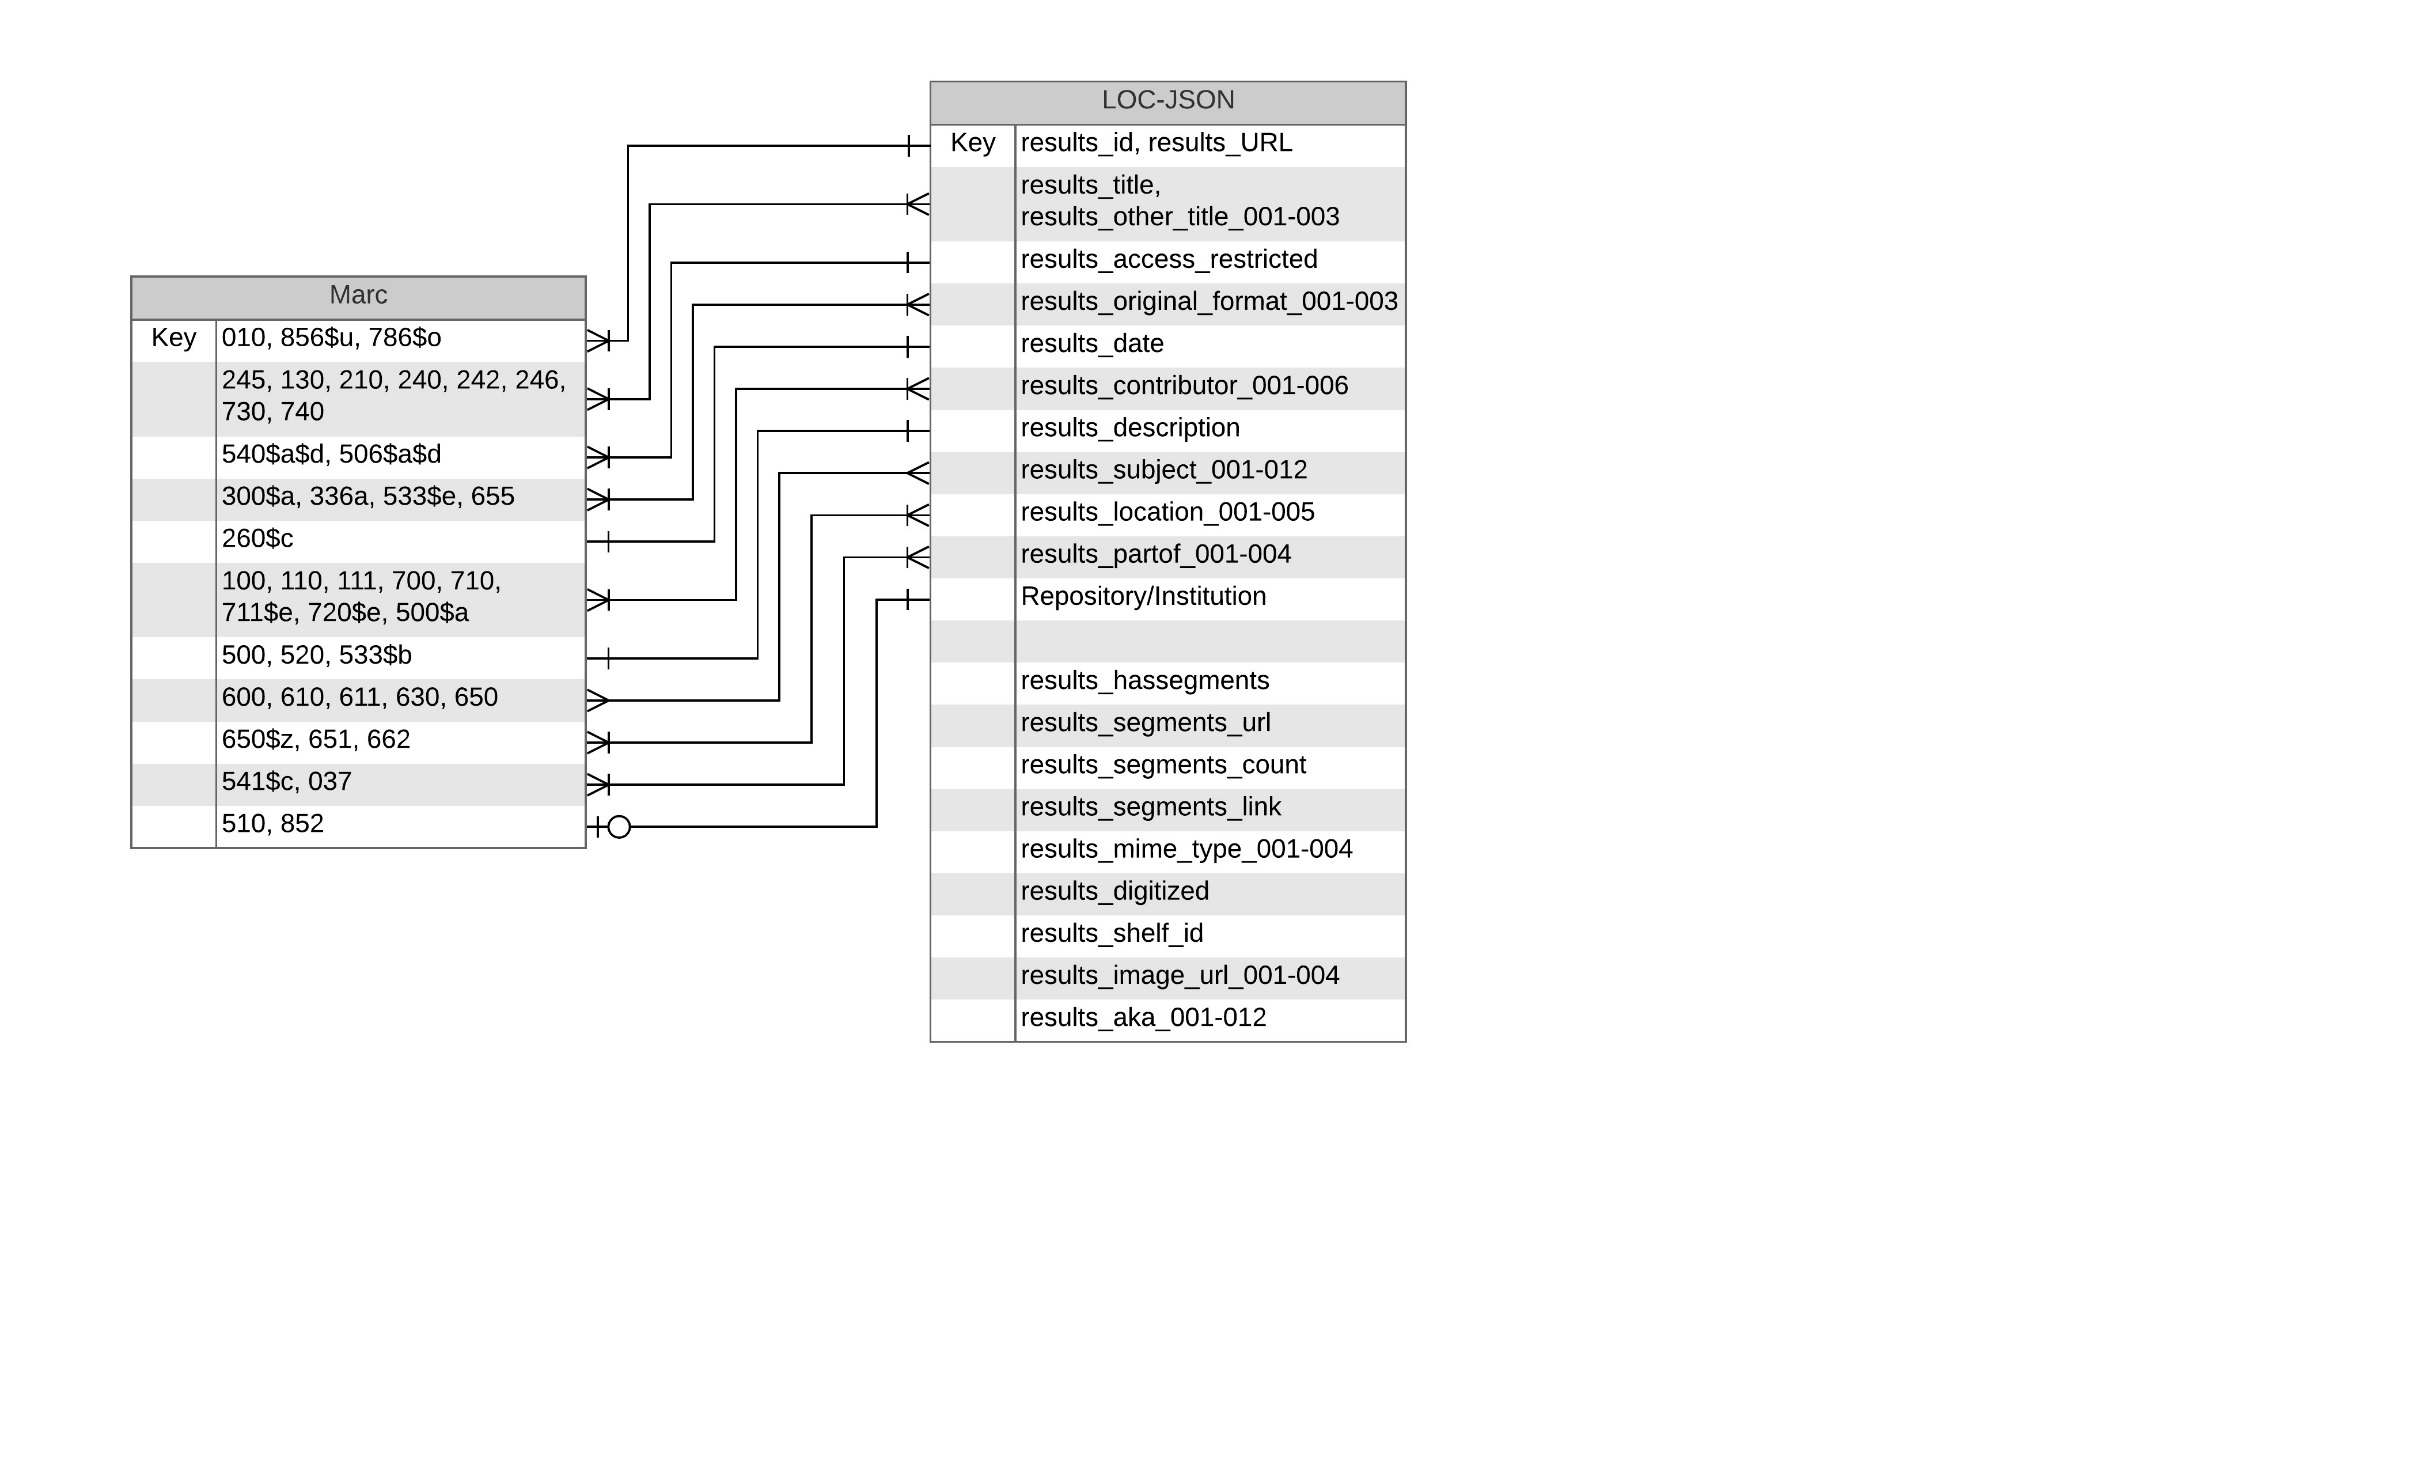 LOC-JSON
Key results_id, results_URL
results_title,
results_other_title_001-003
results_access_restricted
results_original_format_001-003
results_date
results_contributor_001-006
results_description
results_subject_001-012
results_location_001-005
results_partof_001-004
Repository/Institution
results_hassegments
results_segments_url
results_segments_count
results_segments_link
results_mime_type_001-004
results_digitized
results_shelf_id
results_image_url_001-004
results_aka_001-012
Marc
Key 010, 856$u, 786$o
245, 130, 210, 240, 242, 246,
730, 740
540$a$d, 506$a$d
300$a, 336a, 533$e, 655
260$c
100, 110, 111, 700, 710,
711$e, 720$e, 500$a
500, 520, 533$b
600, 610, 611, 630, 650
650$z, 651, 662
541$c, 037
510, 852